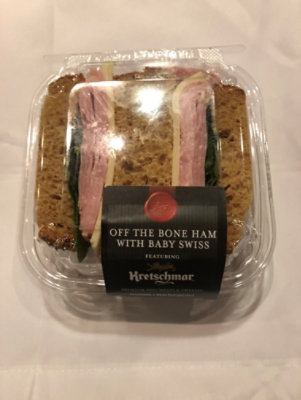 OFF THE BONE HAM
WITH BABY SWISS
FEATURING
Kretschmar